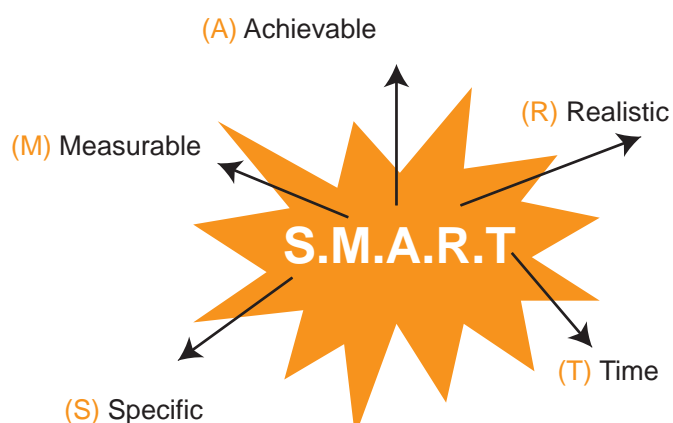 (A) Achievable
(R) Realistic
(M) Measurable
S.M.A.R.T
(T) Time
(S) Specific